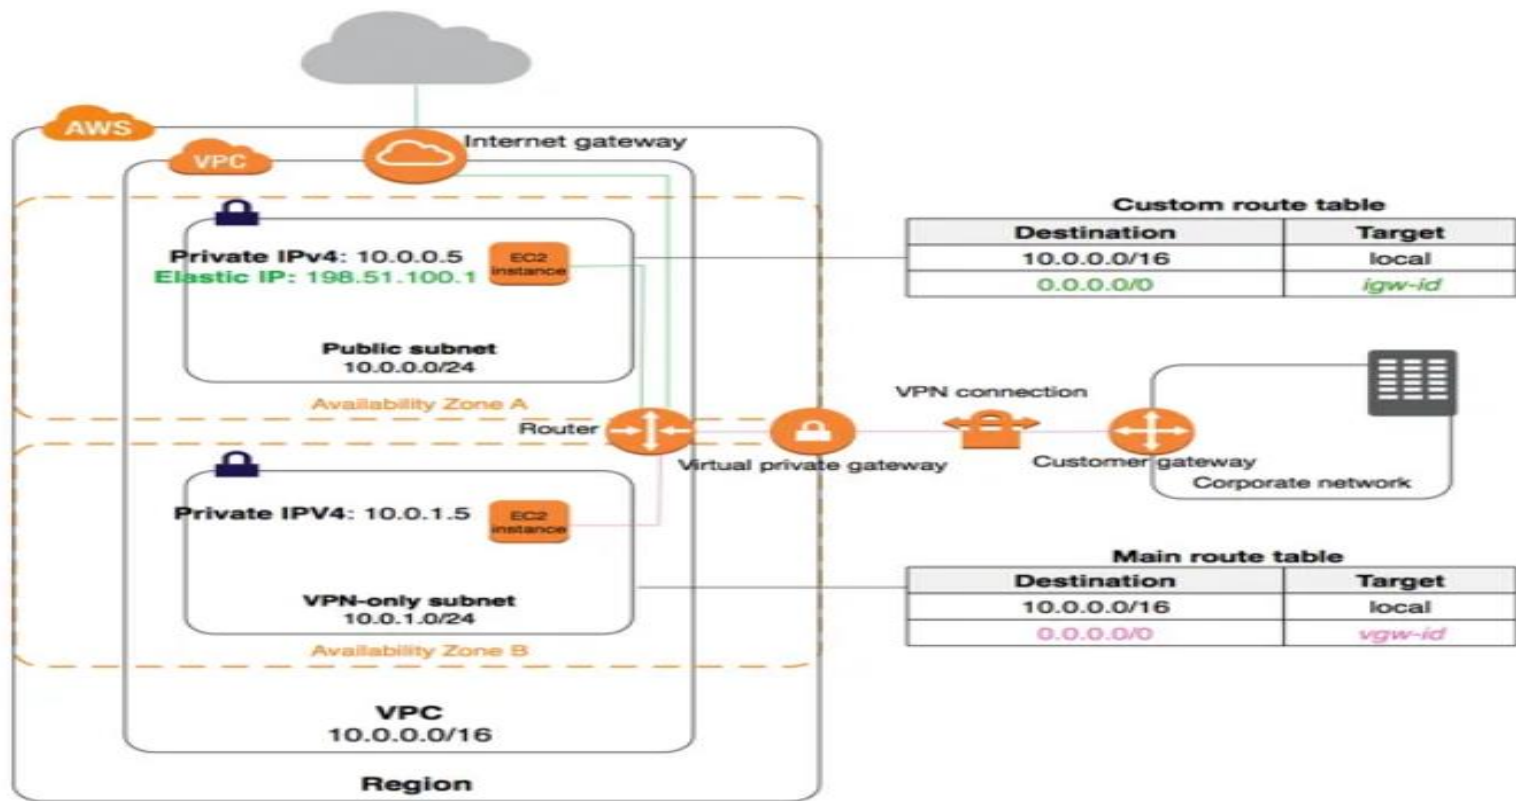 AWS
VPC
Internet gateway
Private IPv4: 10.0.0.5
Elastic IP: 198.51.100.1
EC2
instance
Public subnet
10.0.0.0/24
Availability Zone A
Router
Virtual private gateway
VPN connection
Customer gateway
Corporate network
Private IPV4: 10.0.1.5
EC2
instance
VPN-only subnet
10.0.1.0/24
Availability Zone B
VPC
10.0.0.0/16
Region
Custom route table
Destination Target
10.0.0.0/16 local
0.0.0.0/0 igw-id
Main route table
Destination Target
10.0.0.0/16 local
0.0.0.0/0 vgw-id